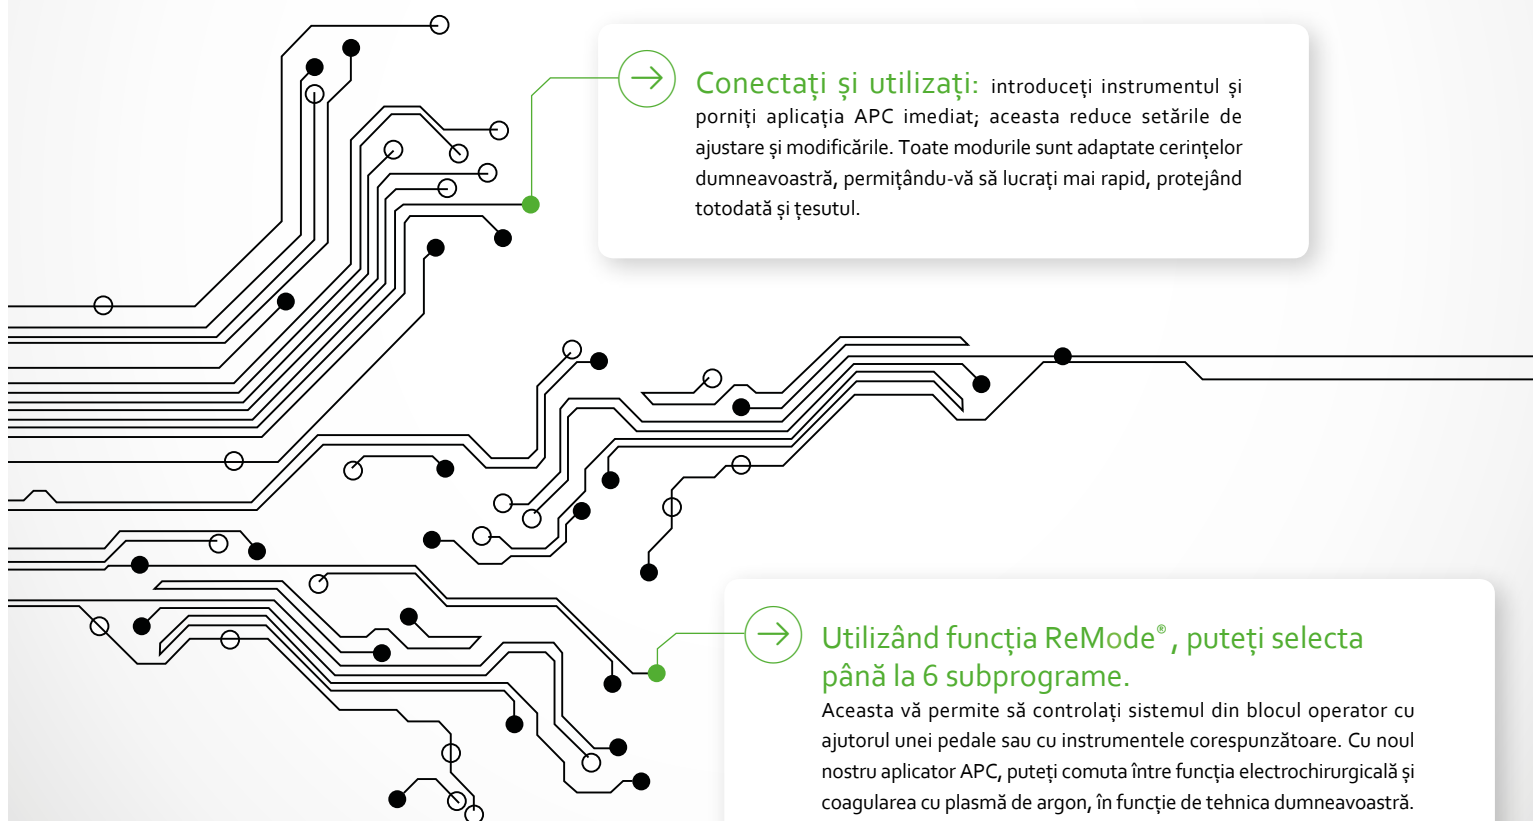 Conectați și utilizați: introduceți instrumentul și
porniți aplicația APC imediat; aceasta reduce setările de
ajustare și modificările. Toate modurile sunt adaptate cerințelor
dumneavoastră, permițându-vă să lucrați mai rapid, protejând
totodată și țesutul.
Utilizând funcția ReMode®, puteți selecta
până la 6 subprograme.
Aceasta vă permite să controlați sistemul din blocul operator cu
ajutorul unei pedale sau cu instrumentele corespunzătoare. Cu noul
nostru aplicator APC, puteți comuta între funcția electrochirurgicală și
coagularea cu plasmă de argon, în funcție de tehnica dumneavoastră.